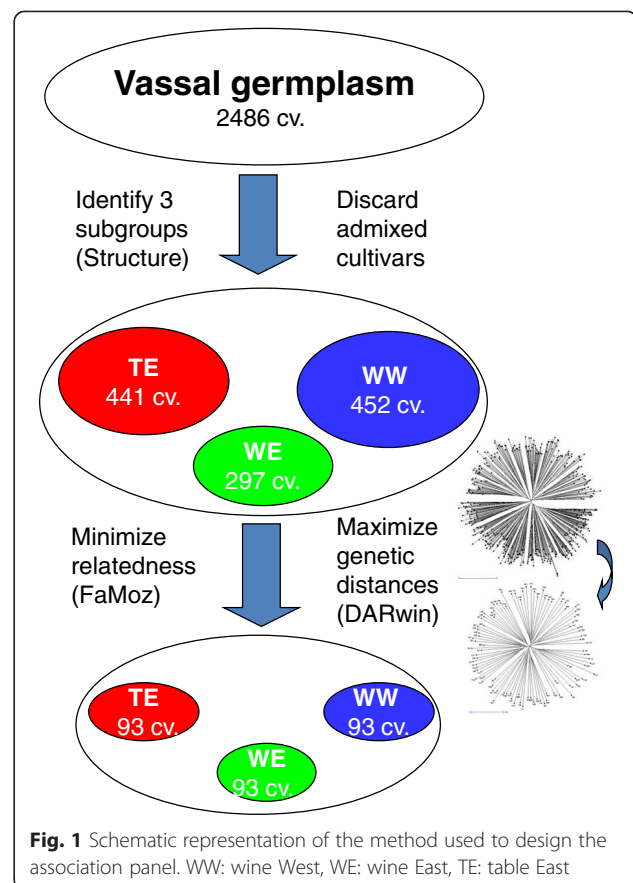 Vassal germplasm
2486 cv.
Identify 3
subgroups
(Structure)
Discard
admixed
cultivars
TE
441 cv.
WW
452 cv.
WE
297 cv.
Minimize
relatedness
(FaMoz)
Maximize
genetic
distances
(DARwin)
TE
93 cv.
WW
93 cv.
WE
93 cv.
Fig. 1 Schematic representation of the method used to design the
association panel. WW: wine West, WE: wine East, TE: table East